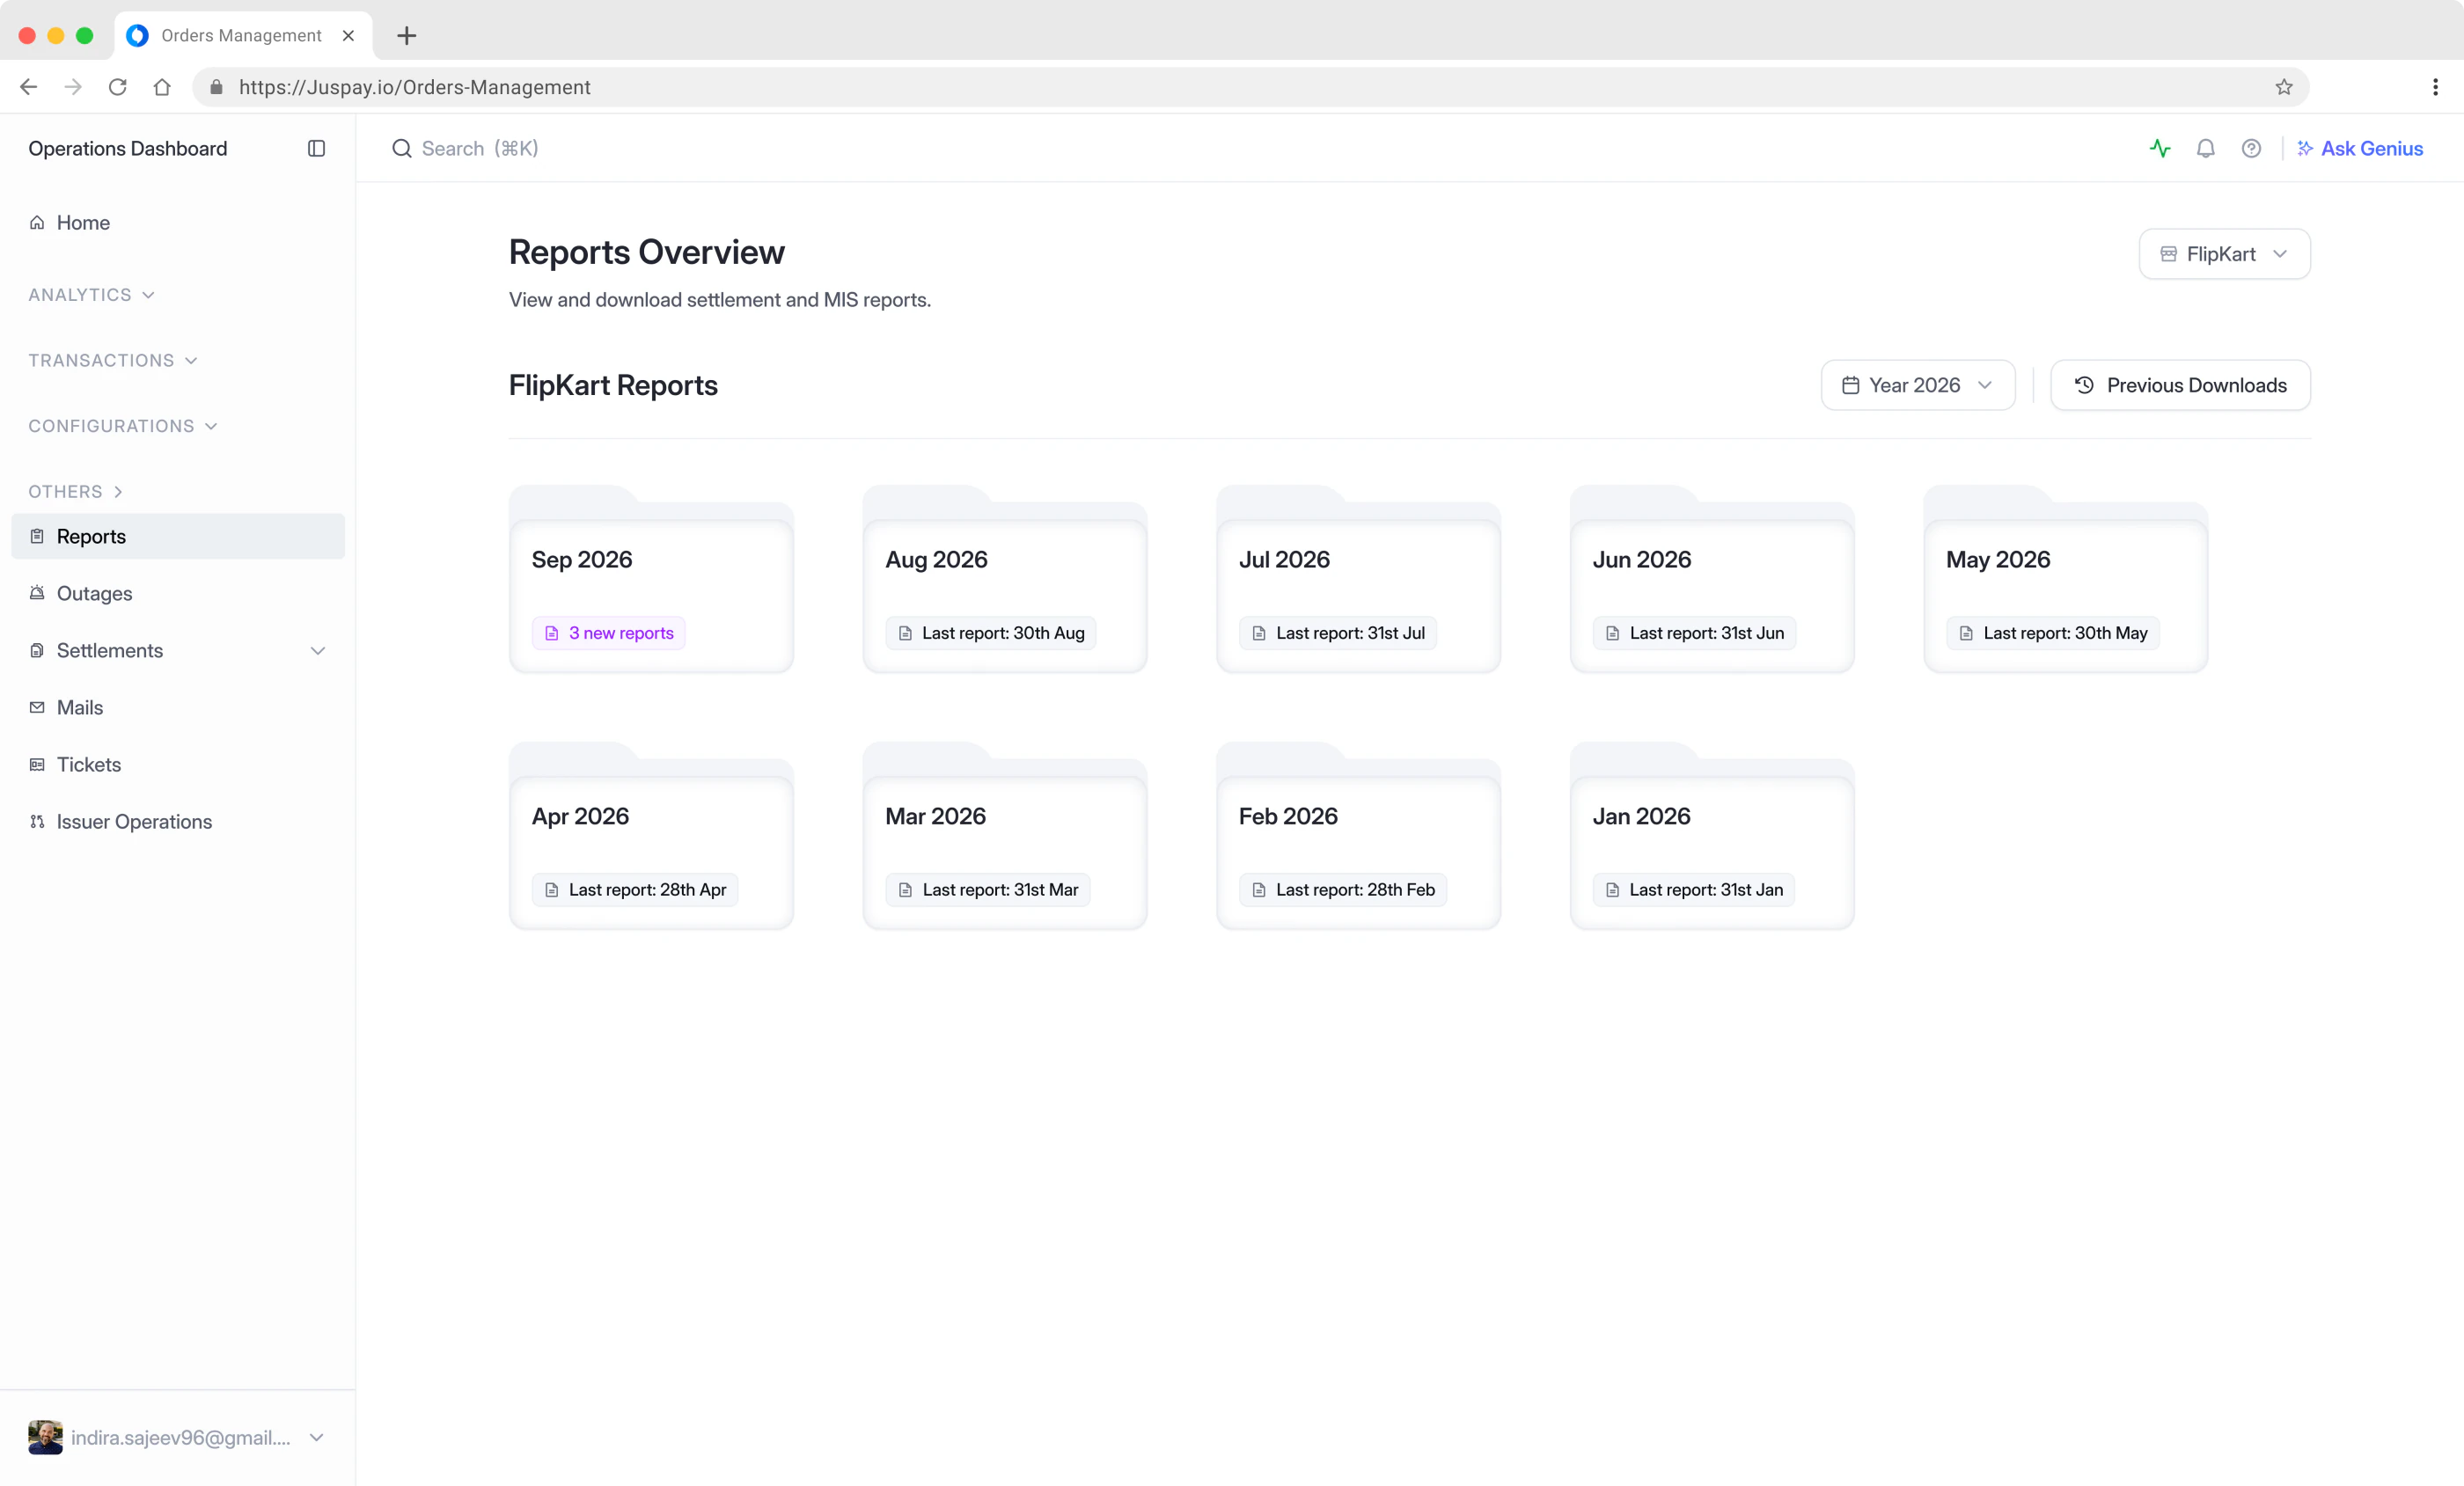 Orders Management
https://Juspay.io/Orders-Management
Operations Dashboard
Search (⌘K)
Ask Genius
Home
ANALYTICS
TRANSACTIONS
CONFIGURATIONS
OTHERS
Reports
Outages
Settlements
Mails
Tickets
Issuer Operations
indira.sajeev96@gmail....
Reports Overview
FlipKart
View and download settlement and MIS reports.
FlipKart Reports
Year 2026
Previous Downloads
Sep 2026
3 new reports
Aug 2026
Last report: 30th Aug
Jul 2026
Last report: 31st Jul
Jun 2026
Last report: 31st Jun
May 2026
Last report: 30th May
Apr 2026
Last report: 28th Apr
Mar 2026
Last report: 31st Mar
Feb 2026
Last report: 28th Feb
Jan 2026
Last report: 31st Jan